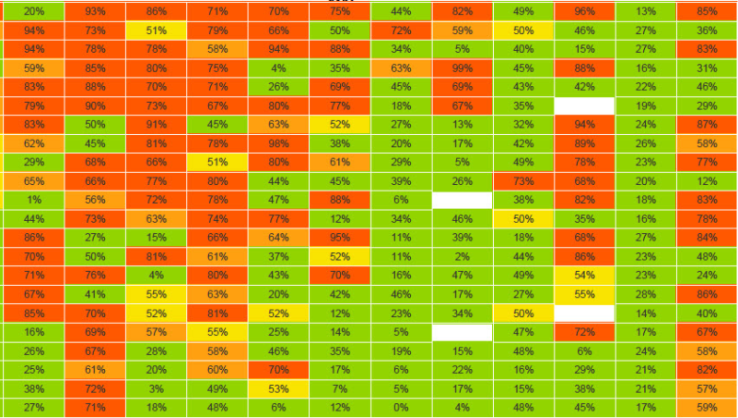 20% 93% 86% 71% 70% 75% 44% 82% 49% 96% 13% 85%
94% 73% 51% 79% 66% 50% 72% 59% 50% 46% 27% 36%
94% 78% 78% 58% 94% 88% 34% 5% 40% 15% 27% 83%
59% 85% 80% 75% 4% 35% 63% 99% 45% 88% 16% 31%
83% 88% 70% 71% 26% 69% 45% 69% 43% 42% 22% 46%
79% 90% 73% 67% 80% 77% 18% 67% 35% 19% 29%
83% 50% 91% 45% 63% 52% 27% 13% 32% 94% 24% 87%
62% 45% 81% 78% 98% 38% 20% 17% 42% 89% 26% 58%
29% 68% 66% 51% 80% 61% 29% 5% 49% 78% 23% 77%
65% 66% 77% 80% 44% 45% 39% 26% 73% 68% 20% 12%
1% 56% 72% 78% 47% 88% 6% 38% 82% 18% 83%
44% 73% 63% 74% 77% 12% 34% 46% 50% 35% 16% 78%
86% 27% 15% 66% 64% 95% 11% 39% 18% 68% 27% 84%
70% 50% 81% 61% 37% 52% 11% 2% 44% 86% 23% 48%
71% 76% 4% 80% 43% 70% 16% 47% 49% 54% 23% 24%
67% 41% 55% 63% 20% 42% 46% 17% 27% 55% 28% 86%
85% 70% 52% 81% 52% 12% 23% 34% 50% 14% 40%
16% 69% 57% 55% 25% 14% 5% 47% 72% 17% 67%
26% 67% 28% 58% 46% 35% 19% 15% 48% 6% 24% 58%
25% 61% 20% 60% 70% 17% 6% 22% 16% 29% 21% 82%
38% 72% 3% 49% 53% 7% 5% 17% 15% 38% 21% 57%
27% 71% 18% 48% 6% 12% 0% 4% 48% 45% 17% 59%